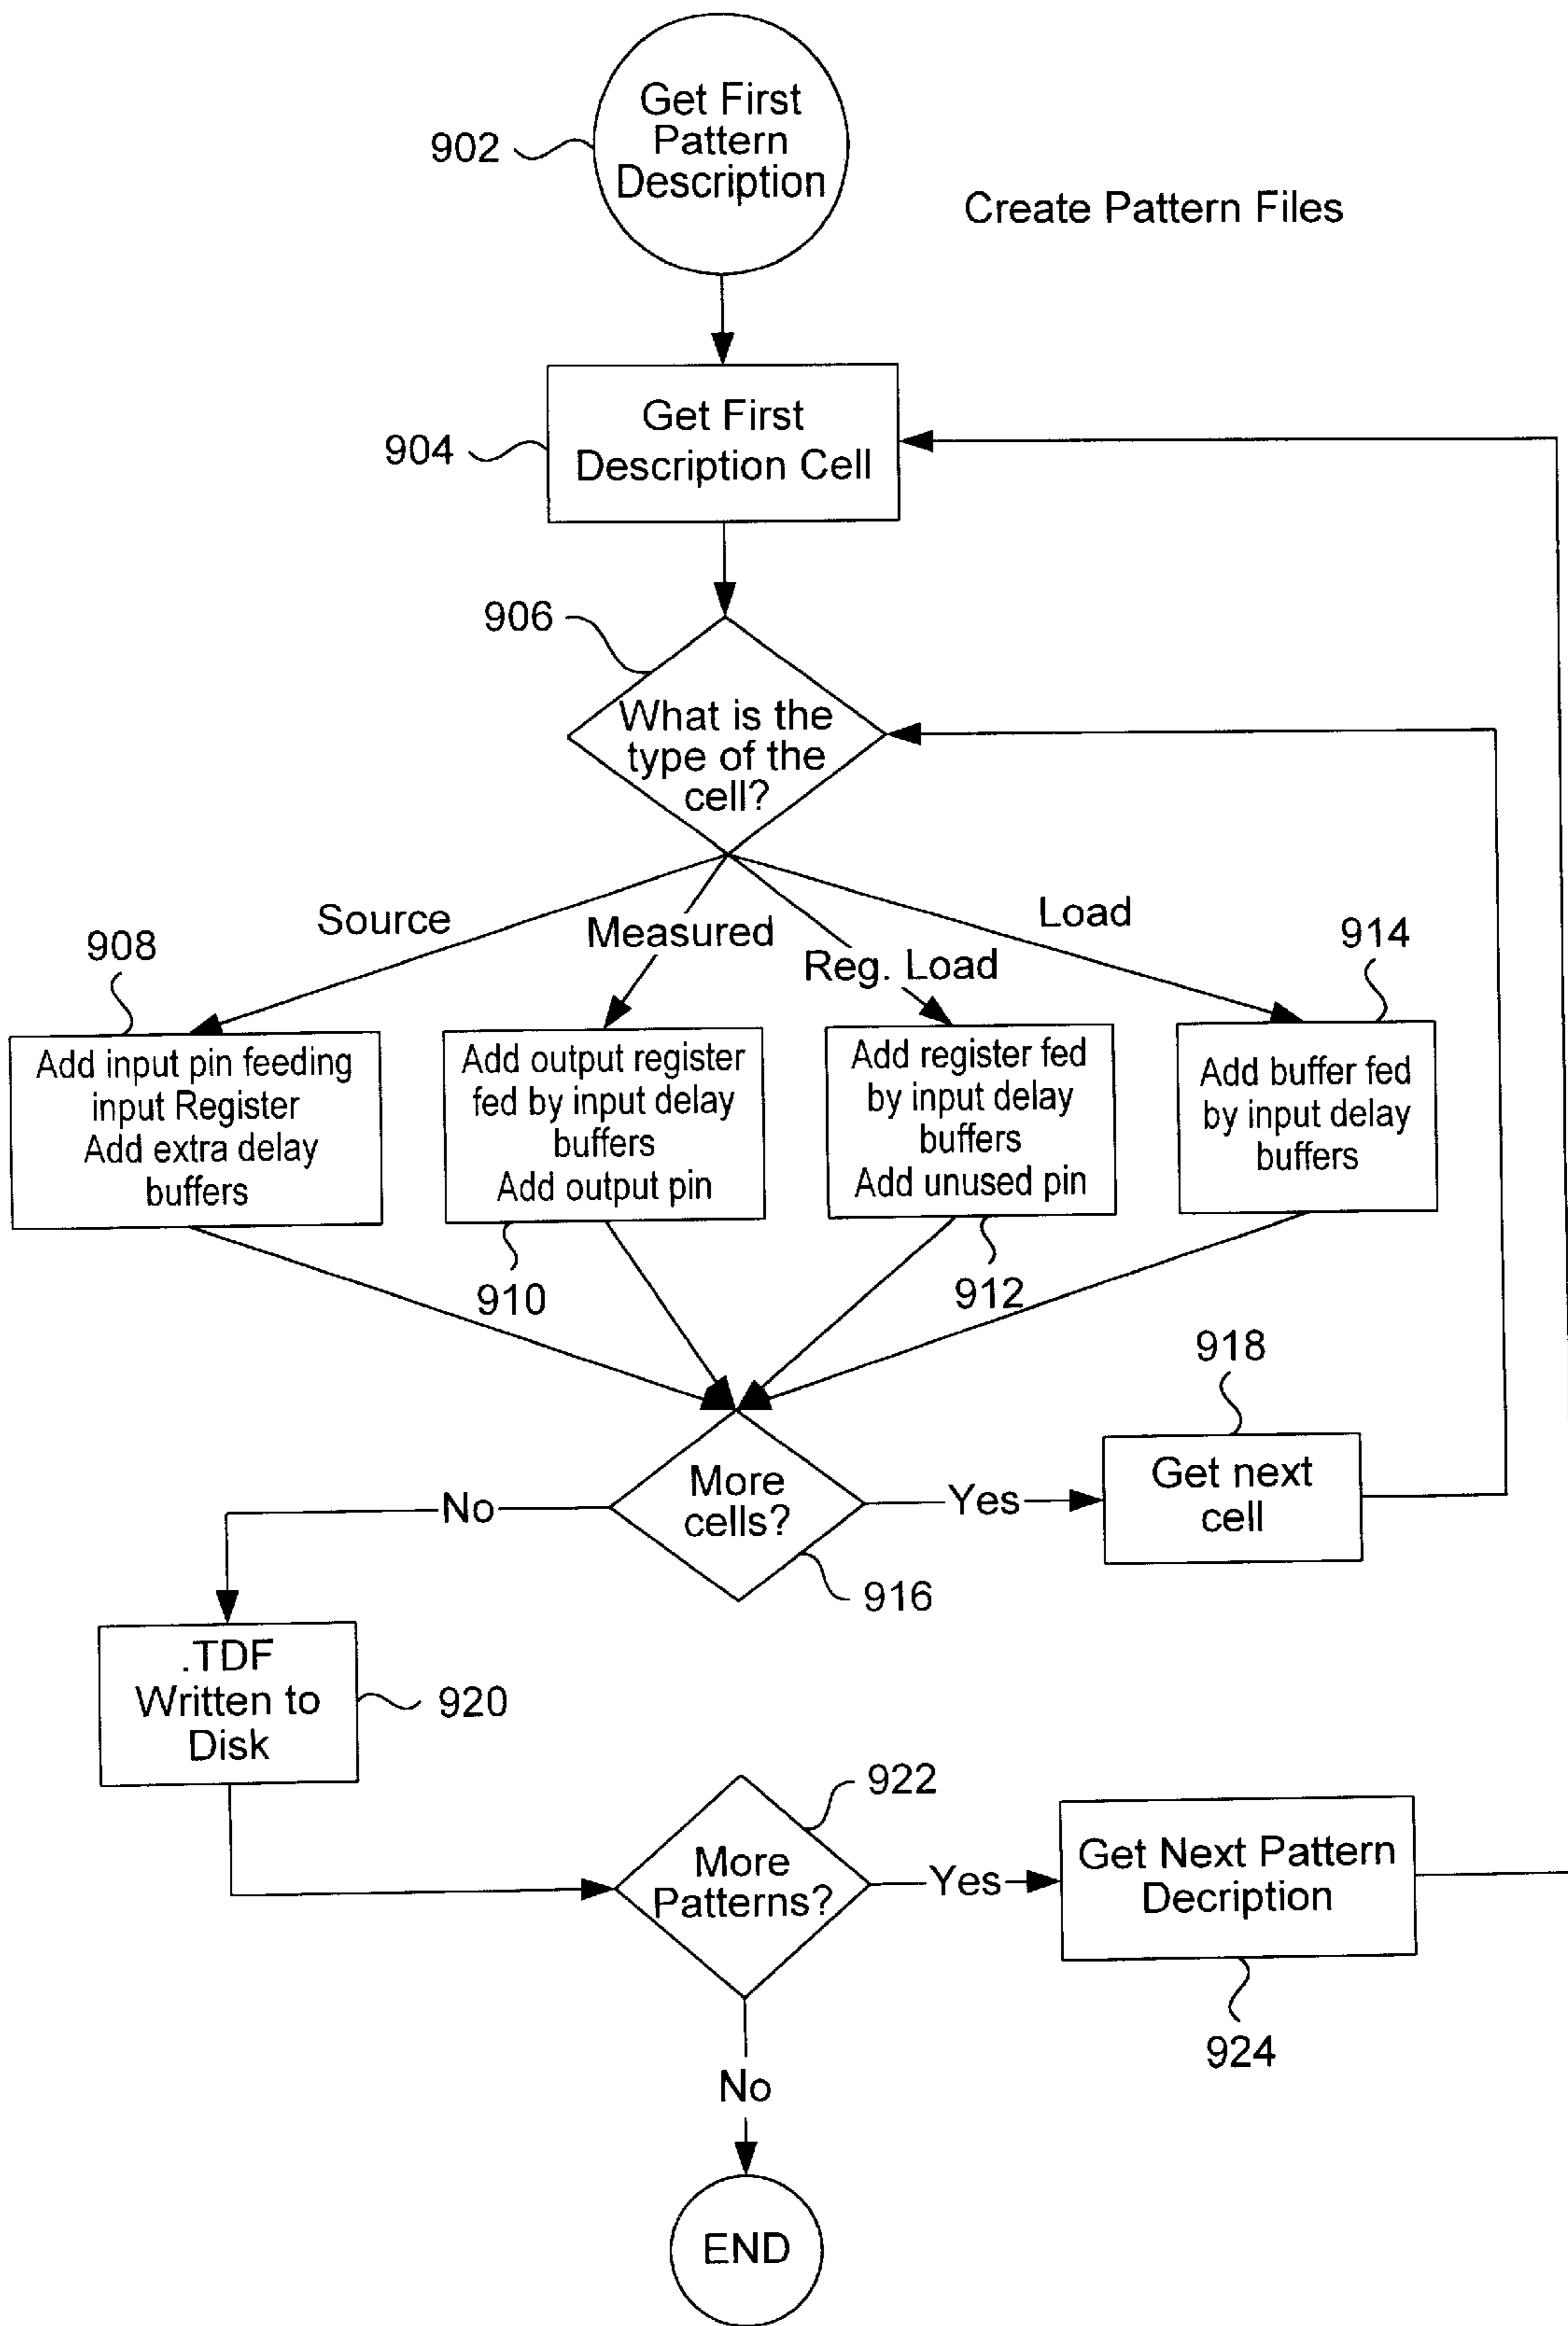 Get First
Pattern
Description
902
Create Pattern Files
Get First
Description Cell
904
906
What is the
type of the
cell?
Source
Measured
Reg. Load
Load
908
914
Add input pin feeding
input Register
Add extra delay
buffers
Add output register
fed by input delay
buffers
Add output pin
Add register fed
by input delay
buffers
Add unused pin
Add buffer fed
by input delay
buffers
910
912
918
More
cells?
No
Yes
Get next
cell
916
.TDF
Written to
Disk
920
922
More
Patterns?
Yes
Get Next Pattern
Decription
924
No
END